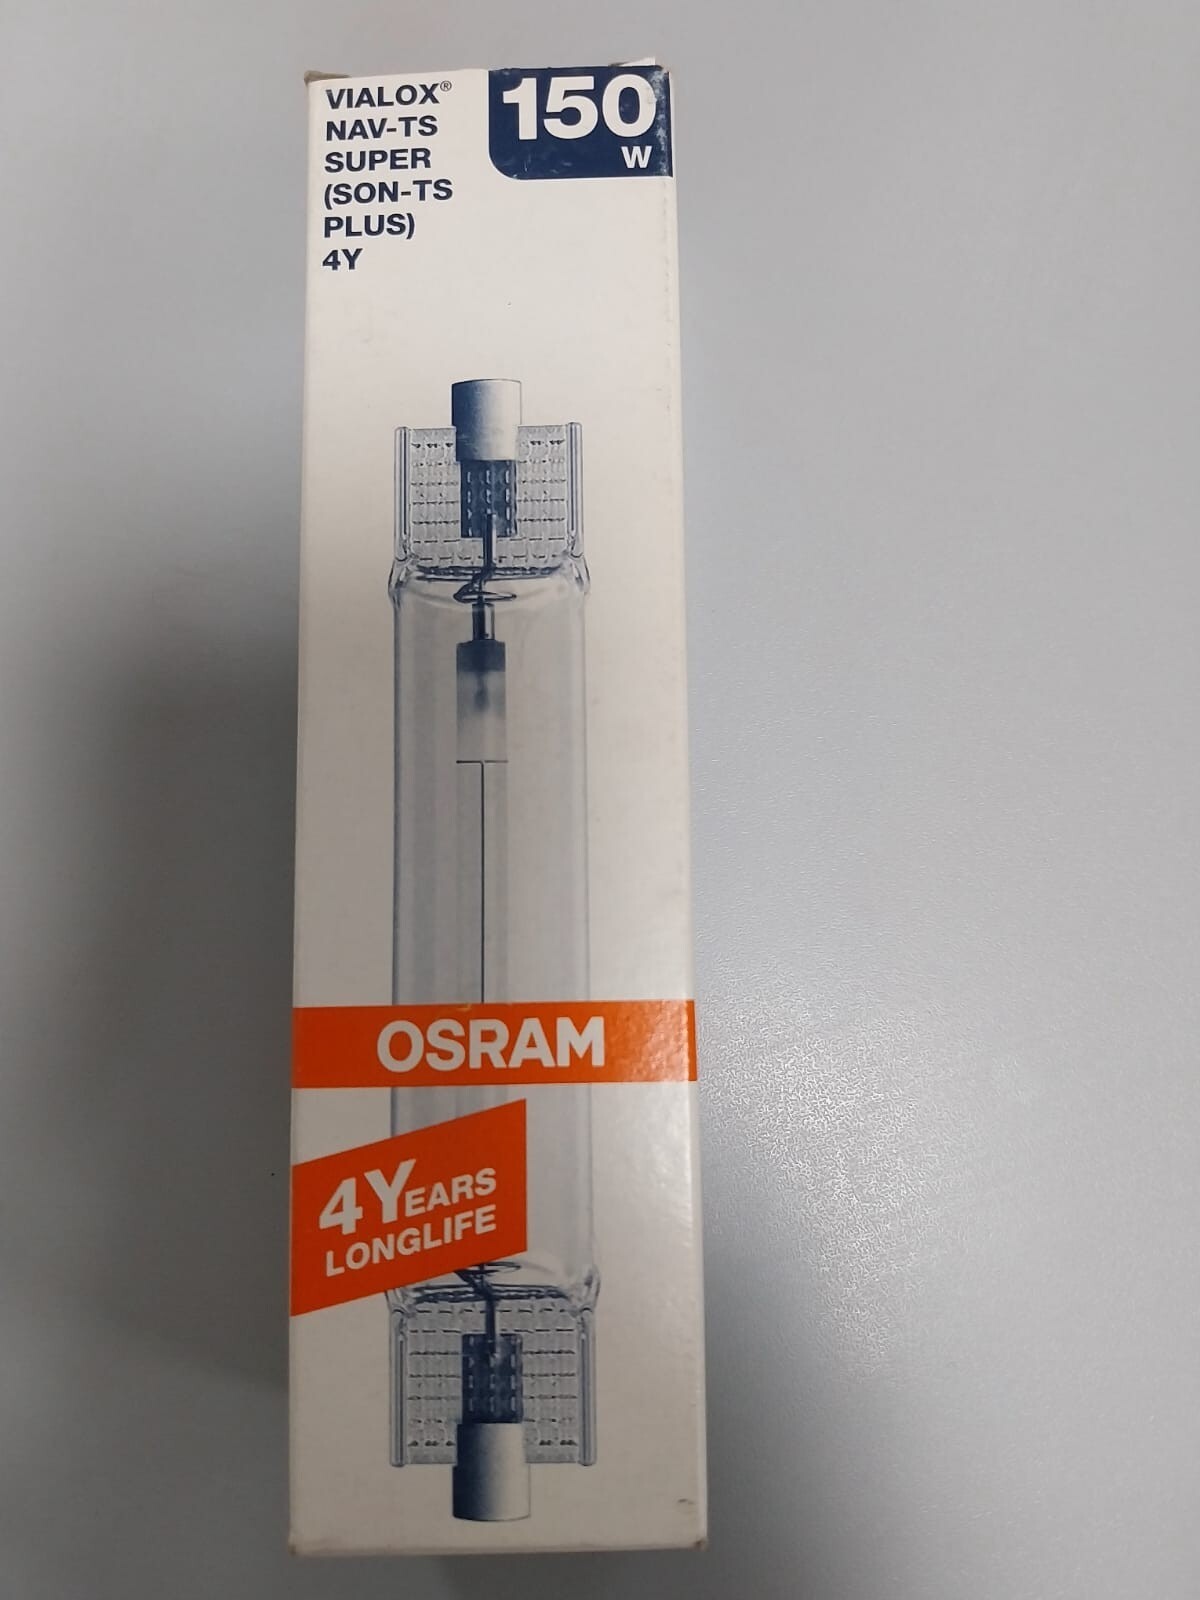 VIALOX®
NAV-TS
SUPER
(SON-TS
PLUS)
4Y
150
W
OSRAM
4YEARS
LONGLIFE